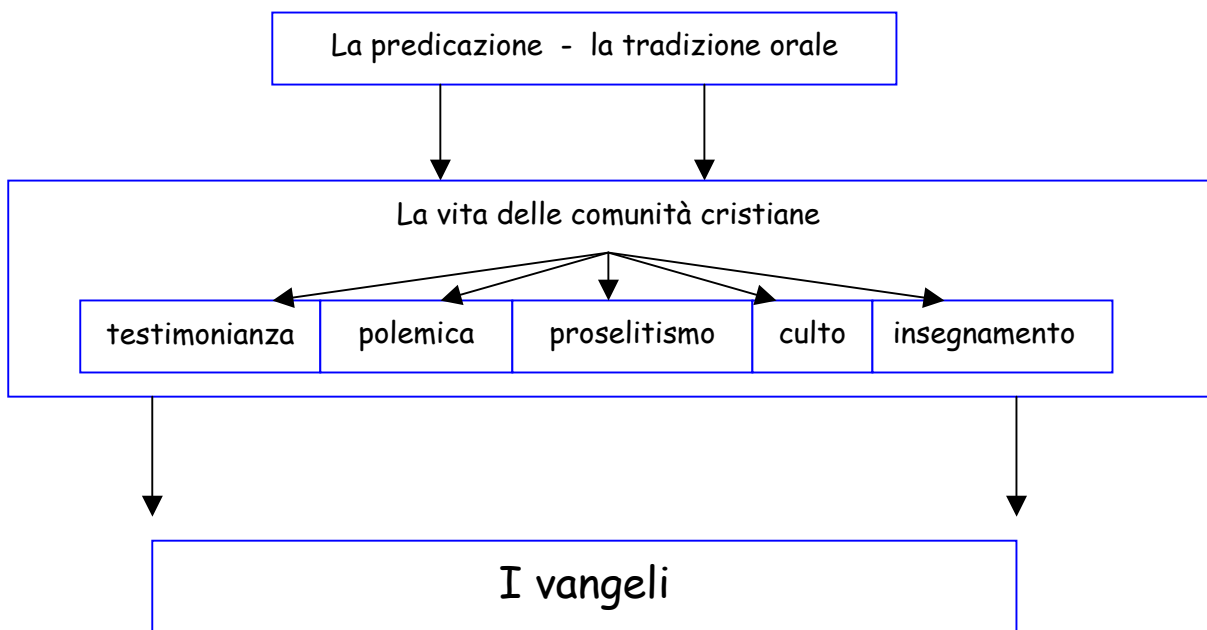 La predicazione - la tradizione orale
La vita delle comunità cristiane
testimonianza polemica proselitismo culto insegnamento
I vangeli